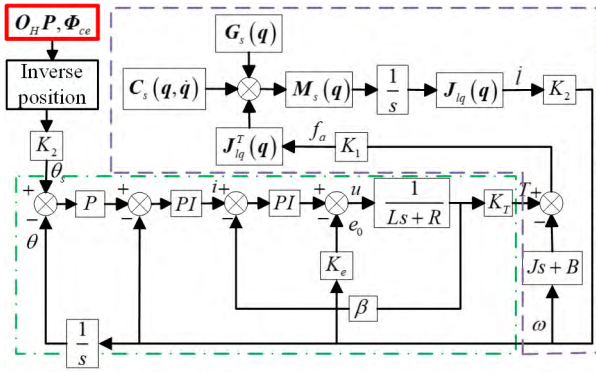 O_H P, Φ_ce
Inverse position
K_2
θ_s
G_s(q)
C_s(q, q̇)
M_s(q)
1/s
J_lq(q)
l̇
K_2
J_lq^T(q)
f_a
K_1
+
−
θ
P
+
−
PI
i
+
−
PI
+
−
u
e_0
1/(Ls+R)
K_T
T
+
−
K_e
β
Js+B
ω
1/s